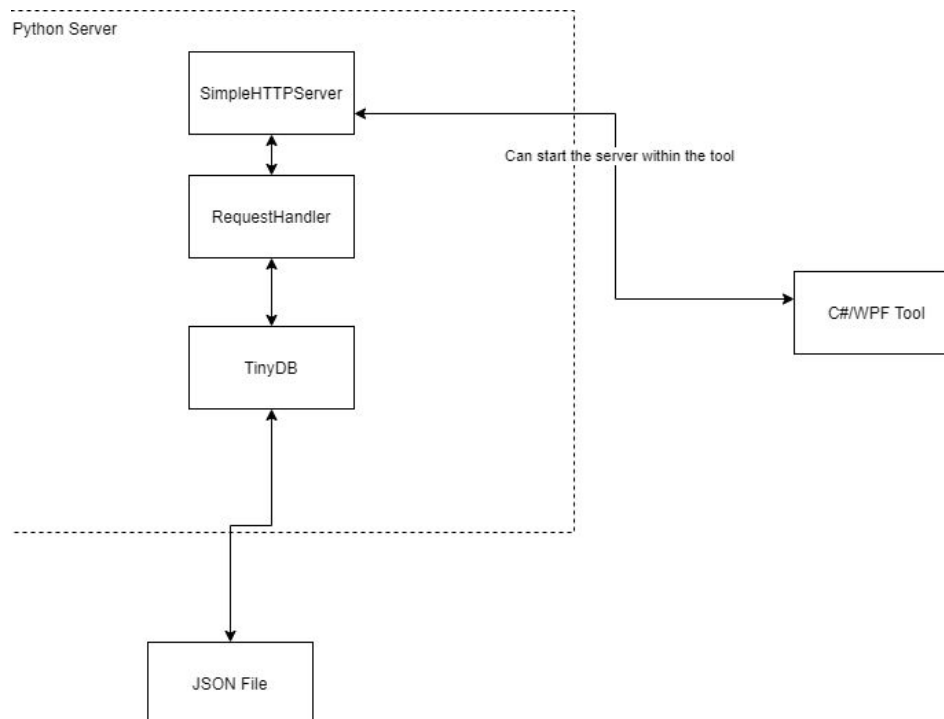 Python Server
SimpleHTTPServer
Can start the server within the tool
RequestHandler
C#/WPF Tool
TinyDB
JSON File